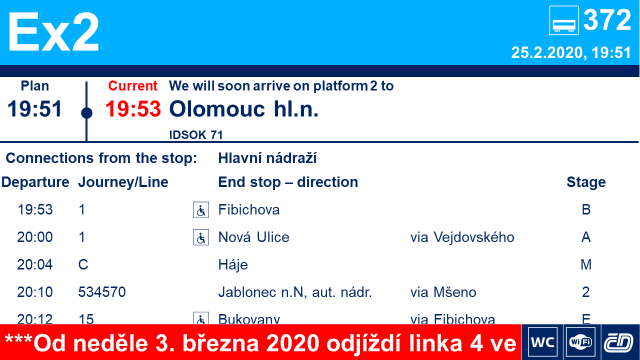 Ex2
372
25.2.2020, 19:51
Plan Current We will soon arrive on platform 2 to
19:51 19:53 Olomouc hl.n.
IDSOK 71
Connections from the stop: Hlavní nádraží
Departure Journey/Line End stop – direction Stage
19:53 1 Fibichova B
20:00 1 Nová Ulice via Vejdovského A
20:04 C Háje M
20:10 534570 Jablonec n.N, aut. nádr. via Mšeno 2
20:12 15 Bukovany via Fibichova E
***Od neděle 3. března 2020 odjíždí linka 4 ve WC WiFi ČD